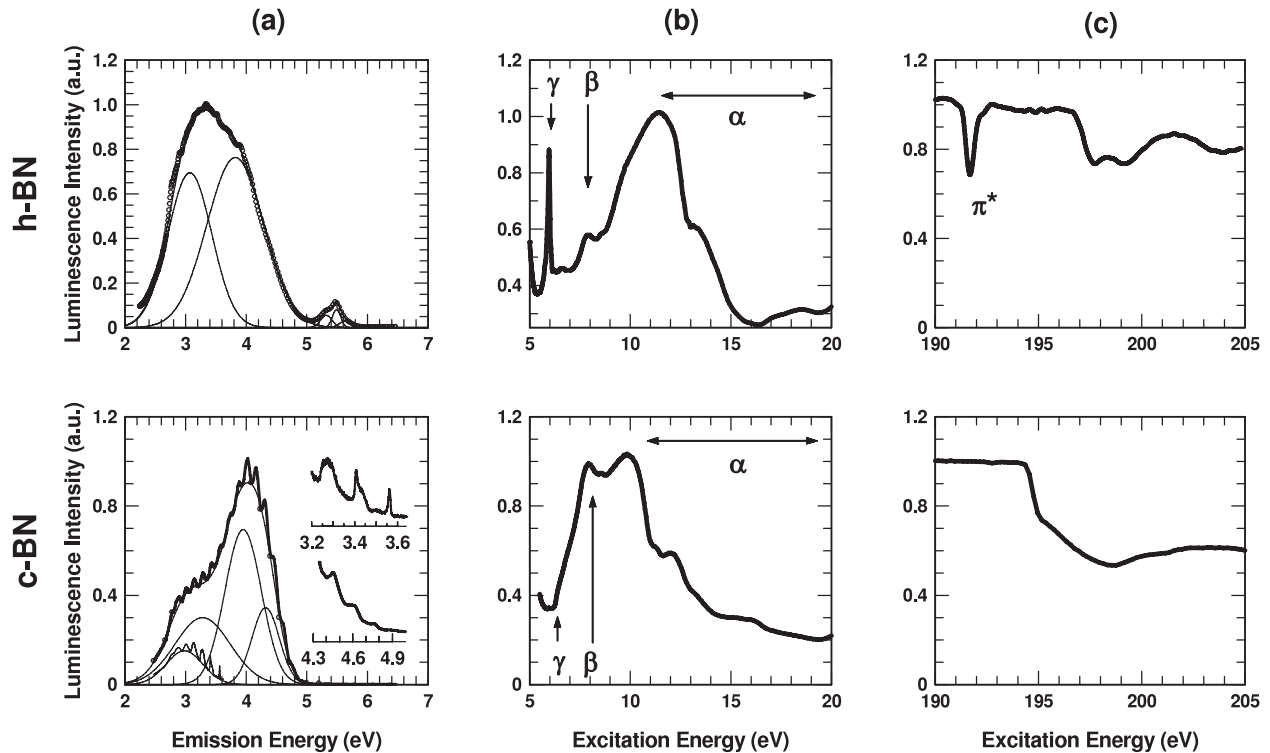 (a) (b) (c)
h-BN
Luminescence Intensity (a.u.)
1.2 1.0 0.8 0.6 0.4 0.2 0
2 3 4 5 6 7
1.2 1.0 0.8 0.6 0.4
5 10 15 20
γ β α
1.2 0.8 0.4 0
190 195 200 205
π*
c-BN
Luminescence Intensity (a.u.)
1.2 0.8 0.4 0
2 3 4 5 6 7
3.2 3.4 3.6
4.3 4.6 4.9
Emission Energy (eV)
1.2 0.8 0.4 0
5 10 15 20
α
γ β
Excitation Energy (eV)
1.2 0.8 0.4 0
190 195 200 205
Excitation Energy (eV)